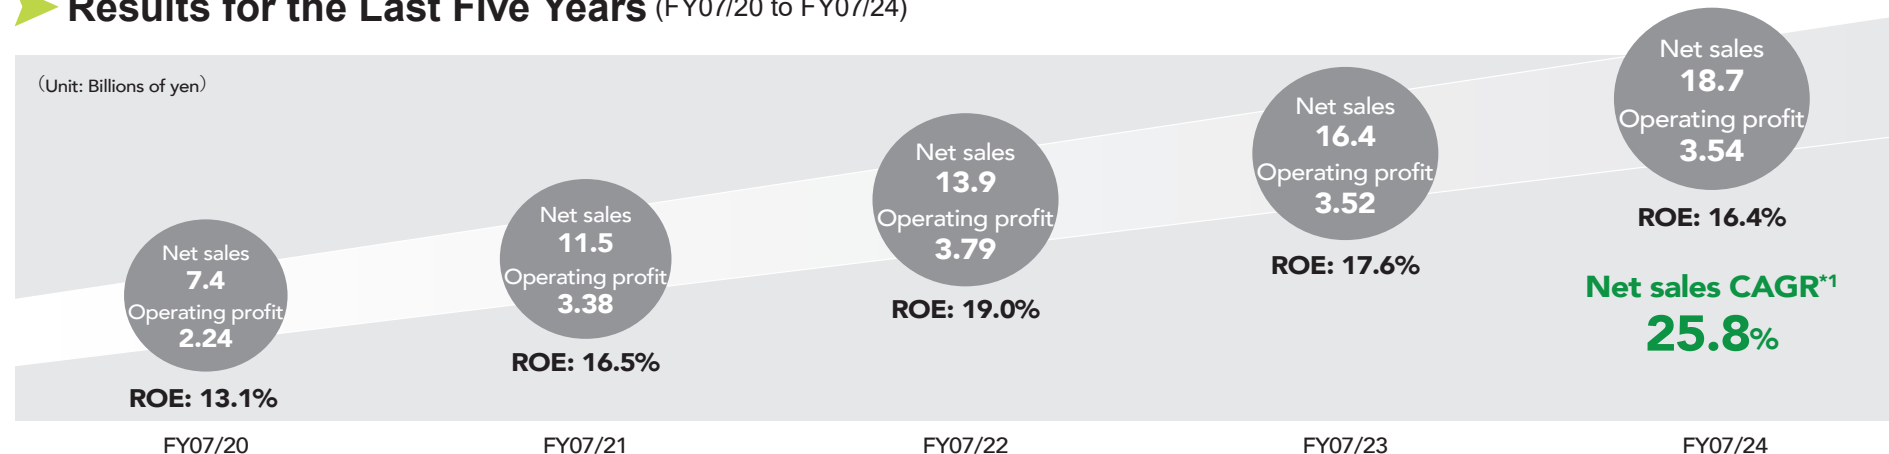 Results for the Last Five Years (FY07/20 to FY07/24)
（Unit: Billions of yen）
Net sales
7.4
Operating profit
2.24
ROE: 13.1%
FY07/20
Net sales
11.5
Operating profit
3.38
ROE: 16.5%
FY07/21
Net sales
13.9
Operating profit
3.79
ROE: 19.0%
FY07/22
Net sales
16.4
Operating profit
3.52
ROE: 17.6%
FY07/23
Net sales
18.7
Operating profit
3.54
ROE: 16.4%
Net sales CAGR*1
25.8%
FY07/24